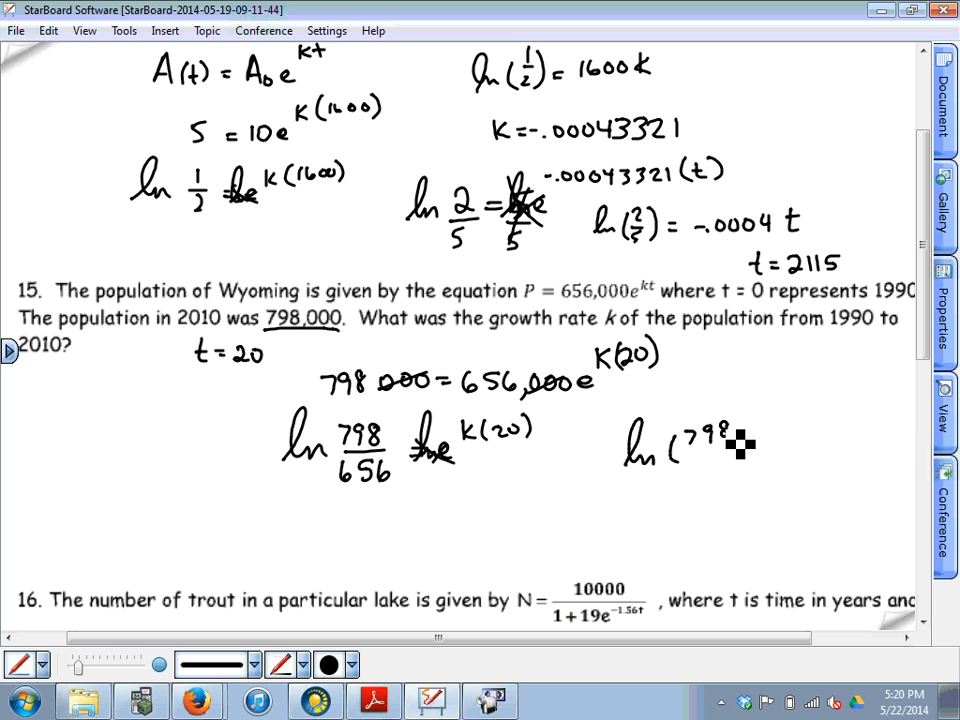 StarBoard Software [StarBoard-2014-05-19-09-11-44]
File Edit View Tools Insert Topic Conference Settings Help
A(t) = A₀e^kt
ln(1/2) = 1600k
5 = 10e^k(1600)
k = -.00043321
ln 1/2 = ln e^k(1600)
ln 2/5 = e^-.00043321(t)
ln(2/5) = -.0004 t
t = 2115
15. The population of Wyoming is given by the equation P = 656,000e^kt where t = 0 represents 1990
The population in 2010 was 798,000. What was the growth rate k of the population from 1990 to
2010?
t = 20
798 000 = 656,000e^k(20)
ln 798/656 ln e^k(20)
ln (798
16. The number of trout in a particular lake is given by N = 10000/1 + 19e^-1.56t , where t is time in years and
Document
Gallery
Properties
View
Conference
5:20 PM
5/22/2014